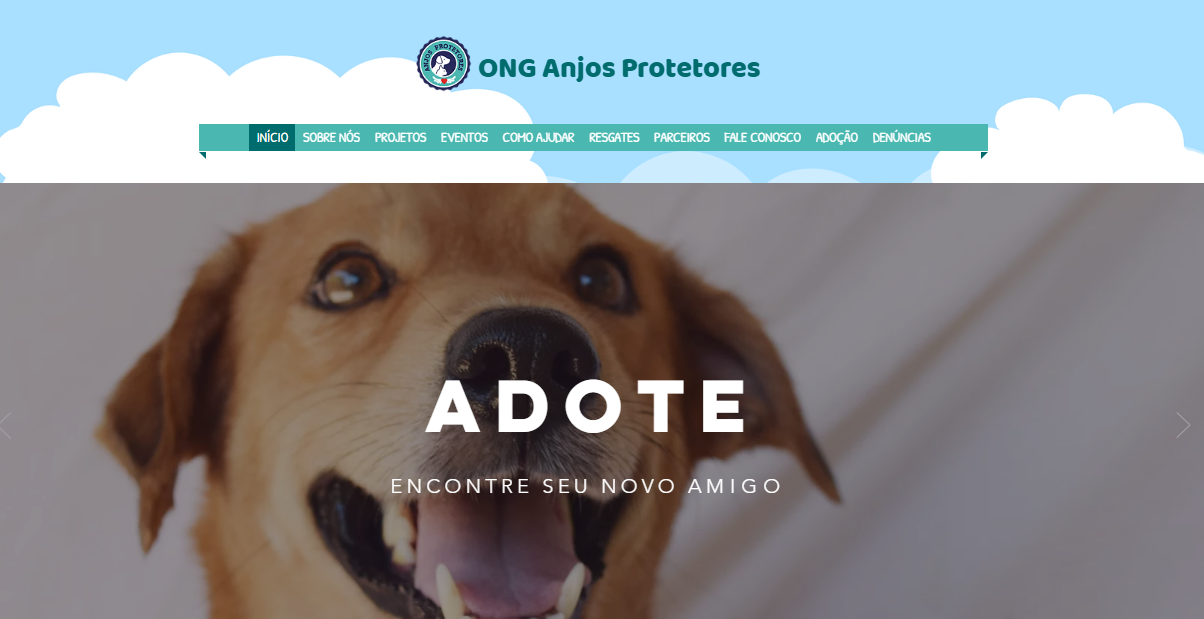 ANJOS PROTETORES
ONG Anjos Protetores
INÍCIO SOBRE NÓS PROJETOS EVENTOS COMO AJUDAR RESGATES PARCEIROS FALE CONOSCO ADOÇÃO DENÚNCIAS
ADOTE
ENCONTRE SEU NOVO AMIGO